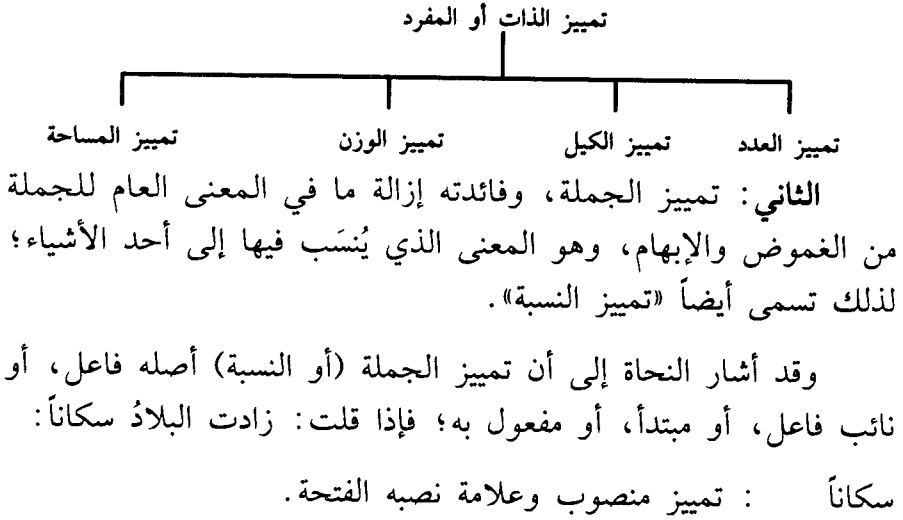 تمييز الذات أو المفرد
تمييز العدد تمييز الكيل تمييز الوزن تمييز المساحة
الثاني: تمييز الجملة، وفائدته إزالة ما في المعنى العام للجملة
من الغموض والإبهام، وهو المعنى الذي يُنسَب فيها إلى أحد الأشياء؛
لذلك تسمى أيضاً «تمييز النسبة».
وقد أشار النحاة إلى أن تمييز الجملة (أو النسبة) أصله فاعل، أو
نائب فاعل، أو مبتدأ، أو مفعول به؛ فإذا قلت: زادت البلادُ سكاناً:
سكاناً : تمييز منصوب وعلامة نصبه الفتحة.